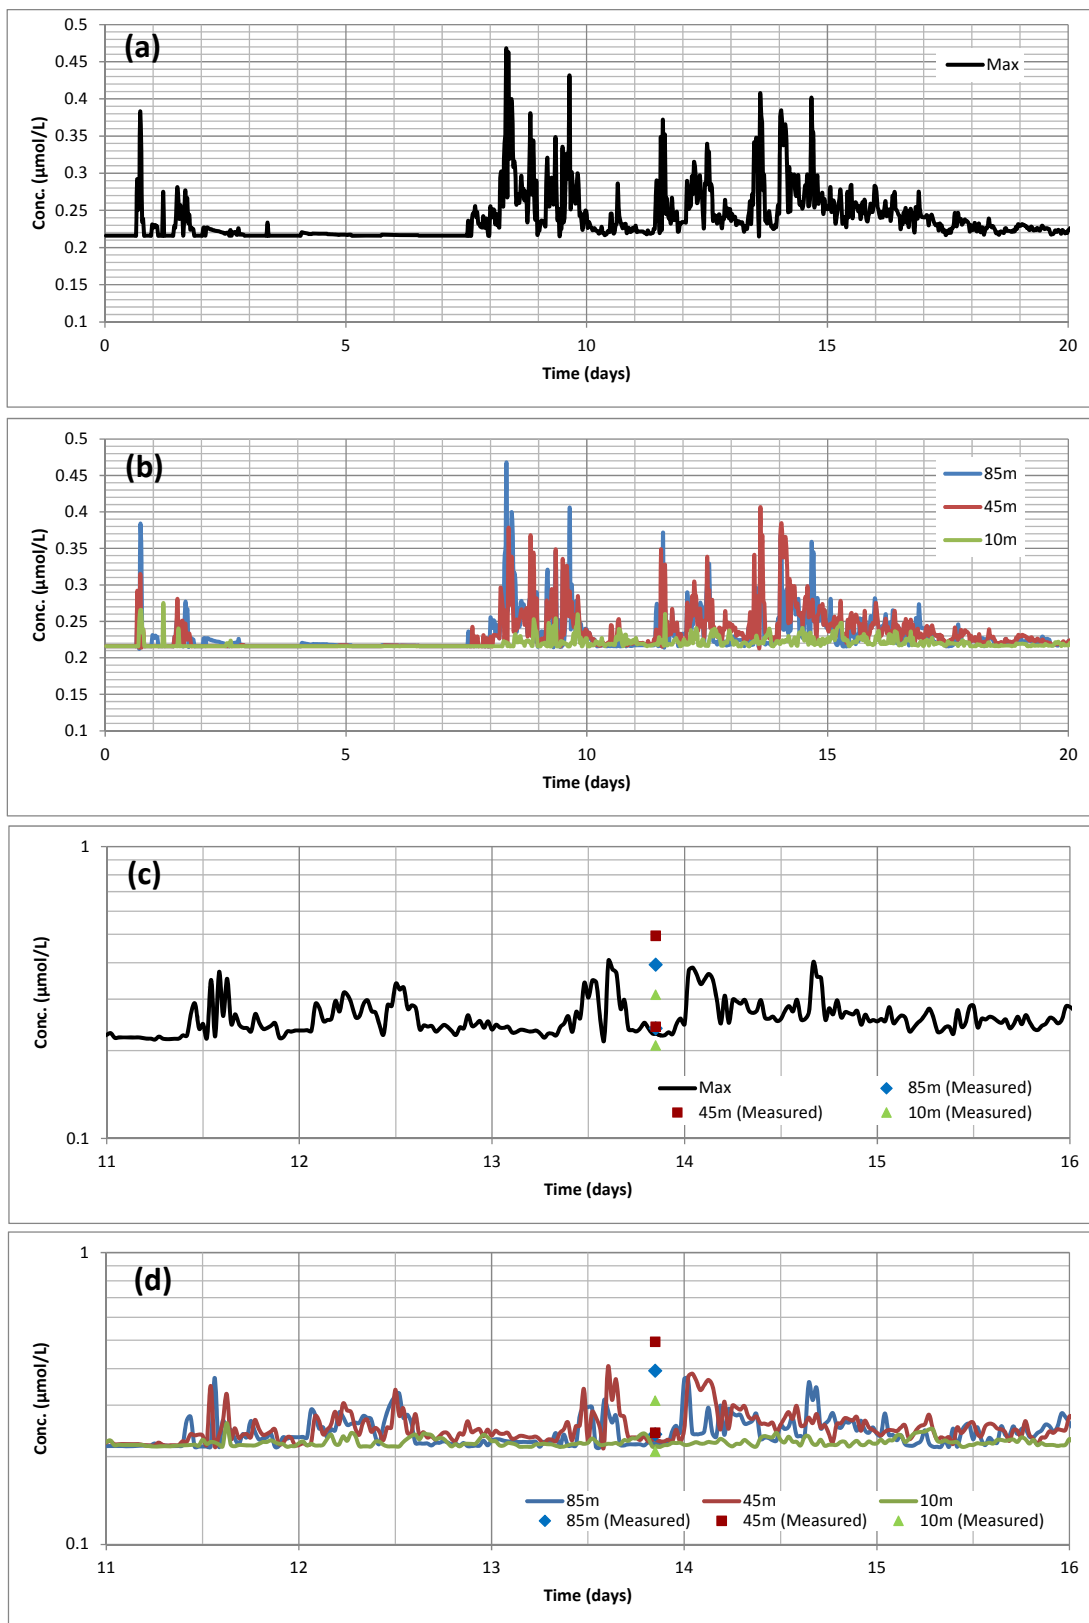 (a)
Max
Conc. (µmol/L)
0.5
0.45
0.4
0.35
0.3
0.25
0.2
0.15
0.1
0 5 10 15 20
Time (days)
(b)
85m
45m
10m
Conc. (µmol/L)
0.5
0.45
0.4
0.35
0.3
0.25
0.2
0.15
0.1
0 5 10 15 20
Time (days)
(c)
Conc. (µmol/L)
1
0.1
Max 85m (Measured)
45m (Measured) 10m (Measured)
11 12 13 14 15 16
Time (days)
(d)
Conc. (µmol/L)
1
0.1
85m 45m 10m
85m (Measured) 45m (Measured) 10m (Measured)
11 12 13 14 15 16
Time (days)